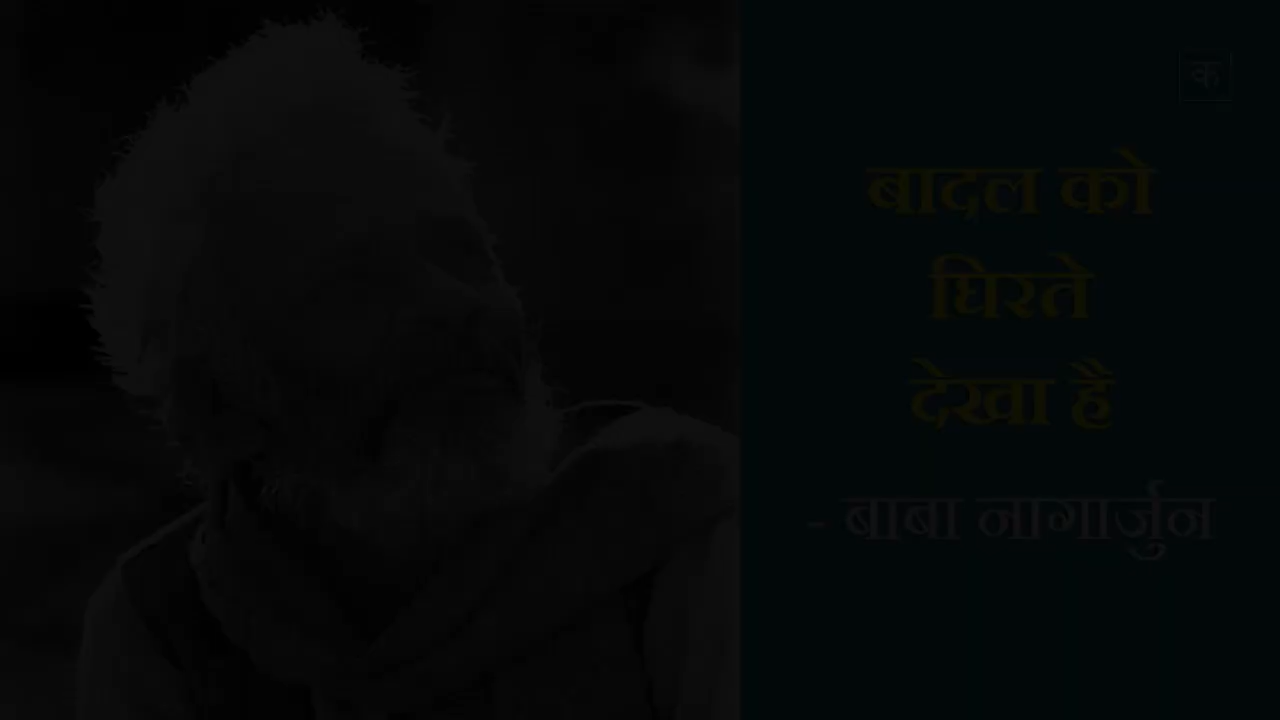 क
बादल को
घिरते
देखा है
- बाबा नागार्जुन